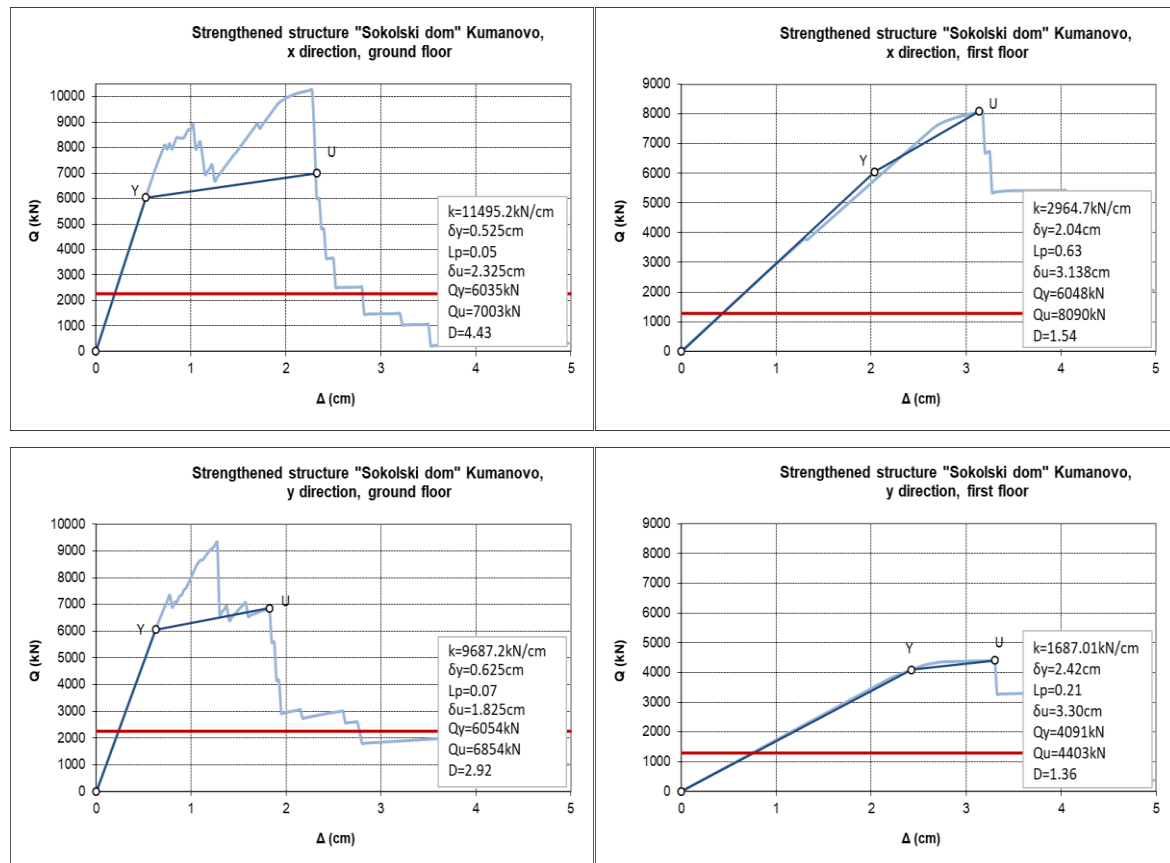 Strengthened structure "Sokolski dom" Kumanovo,
x direction, ground floor
10000
9000
8000
7000
6000
5000
4000
3000
2000
1000
0
Q (kN)
Y
U
k=11495.2kN/cm
δy=0.525cm
Lp=0.05
δu=2.325cm
Qy=6035kN
Qu=7003kN
D=4.43
0 1 2 3 4 5
Δ (cm)
Strengthened structure "Sokolski dom" Kumanovo,
x direction, first floor
9000
8000
7000
6000
5000
4000
3000
2000
1000
0
Q (kN)
Y
U
k=2964.7kN/cm
δy=2.04cm
Lp=0.63
δu=3.138cm
Qy=6048kN
Qu=8090kN
D=1.54
0 1 2 3 4 5
Δ (cm)
Strengthened structure "Sokolski dom" Kumanovo,
y direction, ground floor
10000
9000
8000
7000
6000
5000
4000
3000
2000
1000
0
Q (kN)
Y
U
k=9687.2kN/cm
δy=0.625cm
Lp=0.07
δu=1.825cm
Qy=6054kN
Qu=6854kN
D=2.92
0 1 2 3 4 5
Δ (cm)
Strengthened structure "Sokolski dom" Kumanovo,
y direction, first floor
9000
8000
7000
6000
5000
4000
3000
2000
1000
0
Q (kN)
Y
U
k=1687.01kN/cm
δy=2.42cm
Lp=0.21
δu=3.30cm
Qy=4091kN
Qu=4403kN
D=1.36
0 1 2 3 4 5
Δ (cm)